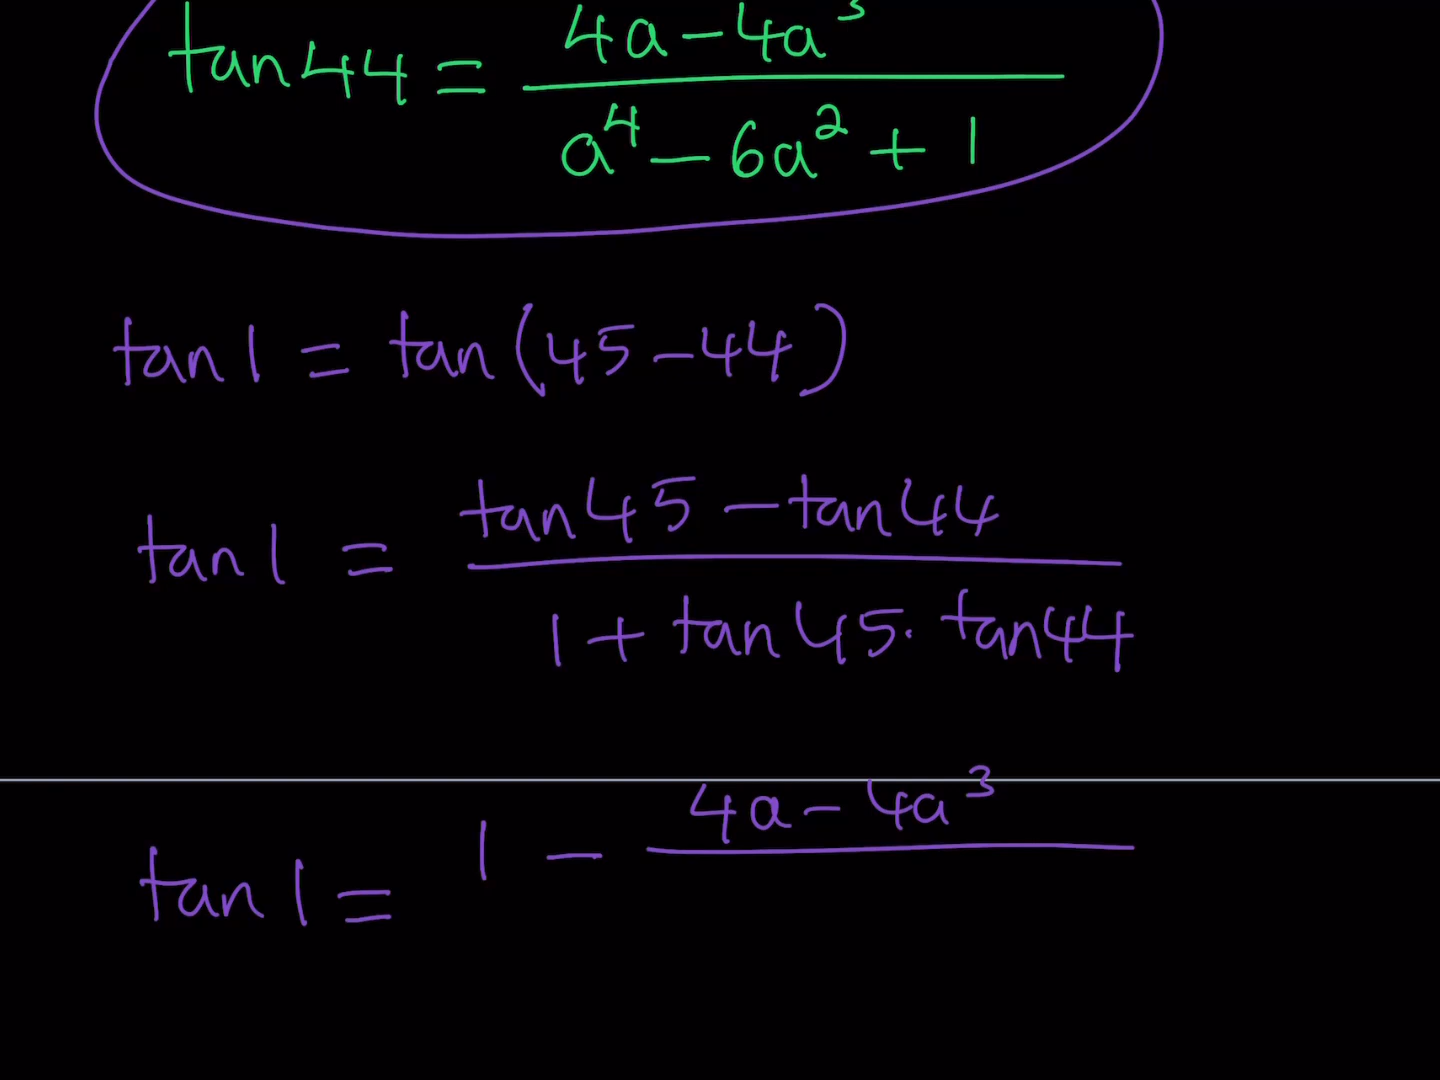 tan44 = (4a - 4a³)/(a⁴ - 6a² + 1)
tan1 = tan(45-44)
tan1 = (tan45 - tan44)/(1 + tan45 · tan44)
tan1 = 1 - (4a - 4a³)/